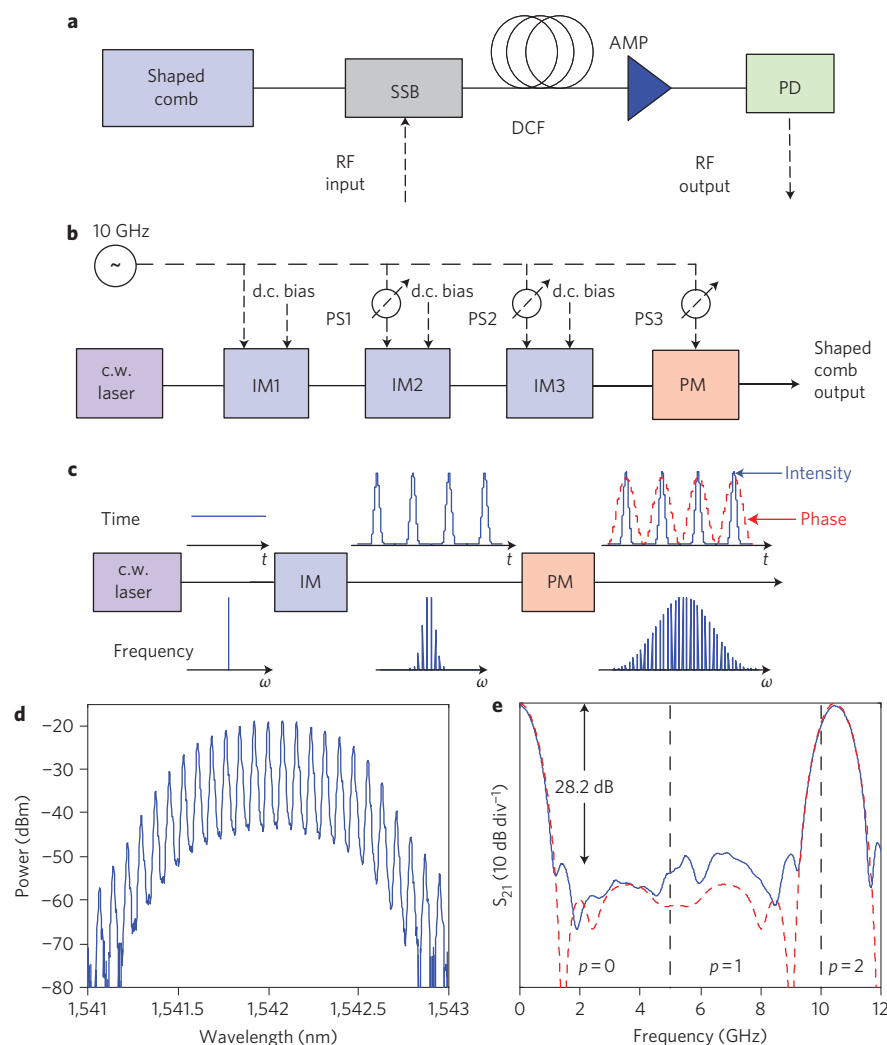 a
Shaped
comb
SSB
DCF
AMP
PD
RF
input
RF
output
b
10 GHz
~
d.c. bias
d.c. bias
d.c. bias
PS1
PS2
PS3
c.w.
laser
IM1
IM2
IM3
PM
Shaped
comb
output
c
Intensity
Phase
Time
t
t
t
c.w.
laser
IM
PM
Frequency
ω
ω
ω
d
−20
−30
−40
−50
−60
−70
−80
Power (dBm)
1,541
1,541.5
1,542
1,542.5
1,543
Wavelength (nm)
e
28.2 dB
S21 (10 dB div−1)
p = 0
p = 1
p = 2
0
2
4
6
8
10
12
Frequency (GHz)